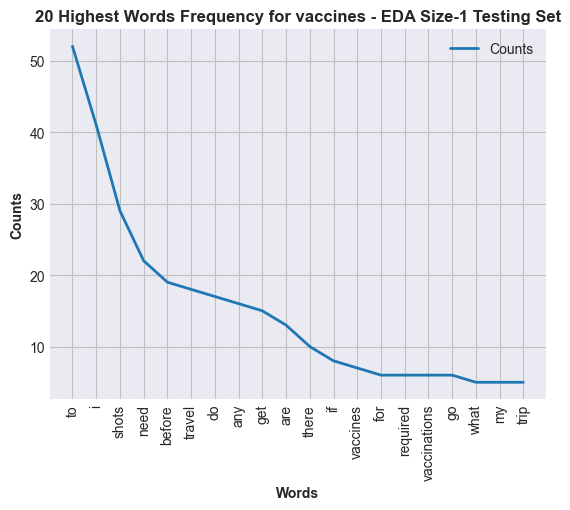 20 Highest Words Frequency for vaccines - EDA Size-1 Testing Set
Counts
50
40
30
20
10
Counts
to
i
shots
need
before
travel
do
any
get
are
there
if
vaccines
for
required
vaccinations
go
what
my
trip
Words